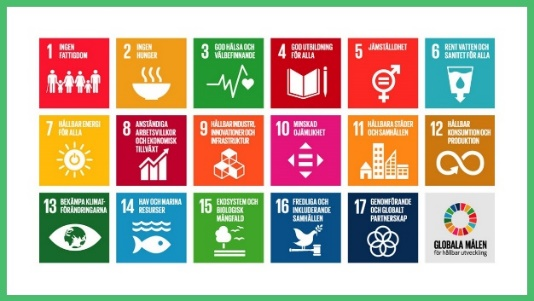 1 INGEN
FATTIGDOM
2 INGEN
HUNGER
3 GOD HÄLSA OCH
VÄLBEFINNANDE
4 GOD UTBILDNING
FÖR ALLA
5 JÄMSTÄLLDHET
6 RENT VATTEN OCH
SANITET FÖR ALLA
7 HÅLLBAR ENERGI
FÖR ALLA
8 ANSTÄNDIGA
ARBETSVILLKOR
OCH EKONOMISK
TILLVÄXT
9 HÅLLBAR INDUSTRI,
INNOVATIONER OCH
INFRASTRUKTUR
10 MINSKAD
OJÄMLIKHET
11 HÅLLBARA STÄDER
OCH SAMHÄLLEN
12 HÅLLBAR
KONSUMTION OCH
PRODUKTION
13 BEKÄMPA KLIMAT-
FÖRÄNDRINGARNA
14 HAV OCH MARINA
RESURSER
15 EKOSYSTEM OCH
BIOLOGISK
MÅNGFALD
16 FREDLIGA OCH
INKLUDERANDE
SAMHÄLLEN
17 GENOMFÖRANDE
OCH GLOBALT
PARTNERSKAP
GLOBALA MÅLEN
för hållbar utveckling